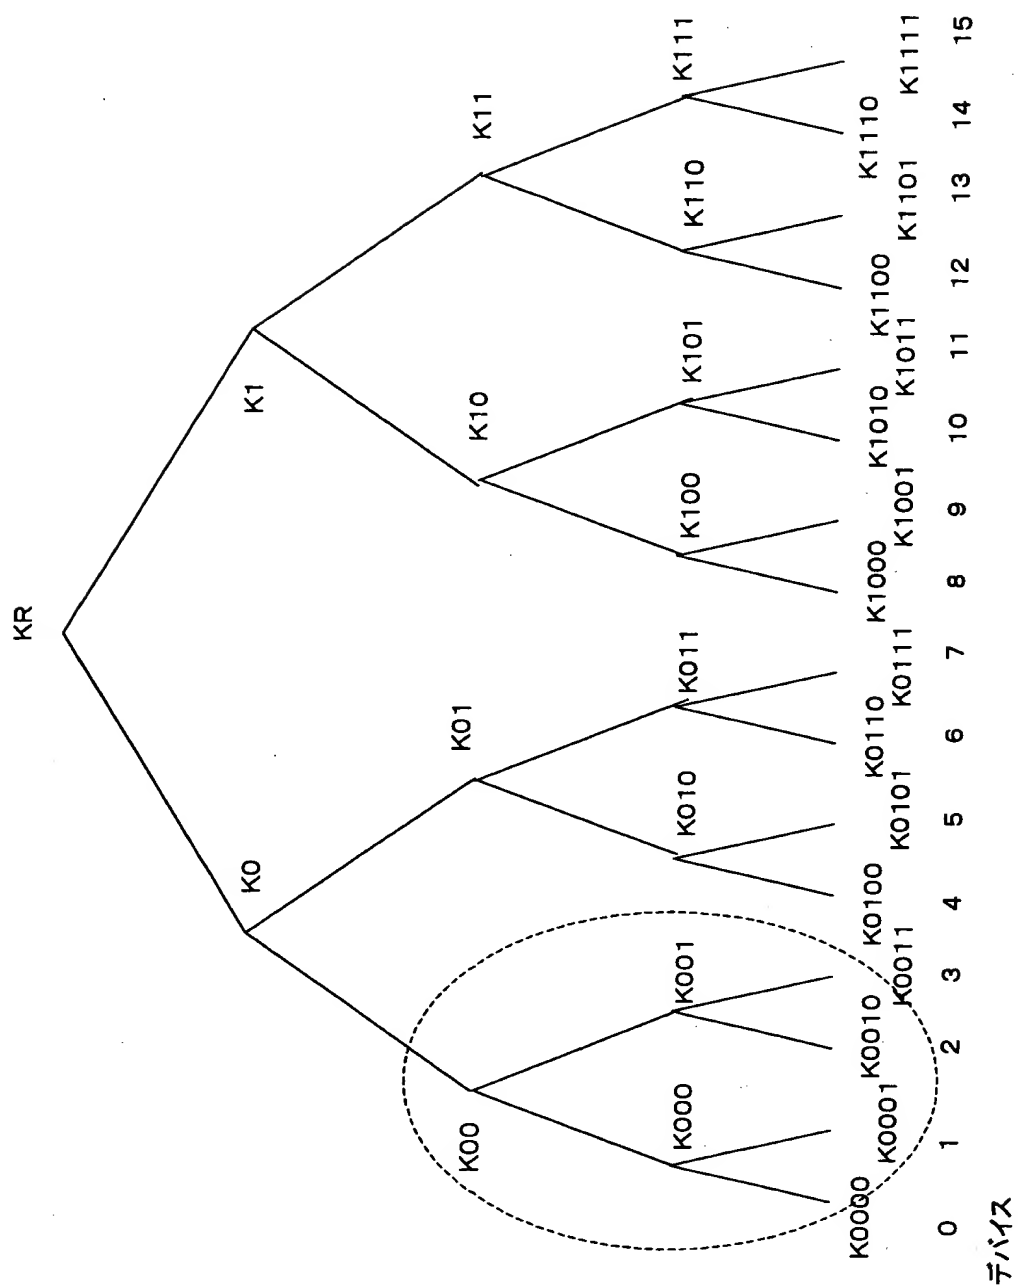 KR
K0
K1
K00
K01
K10
K11
K000
K001
K010
K011
K100
K101
K110
K111
K0000
K0001
K0010
K0011
K0100
K0101
K0110
K0111
K1000
K1001
K1010
K1011
K1100
K1101
K1110
K1111
0 1 2 3 4 5 6 7 8 9 10 11 12 13 14 15
デバイス